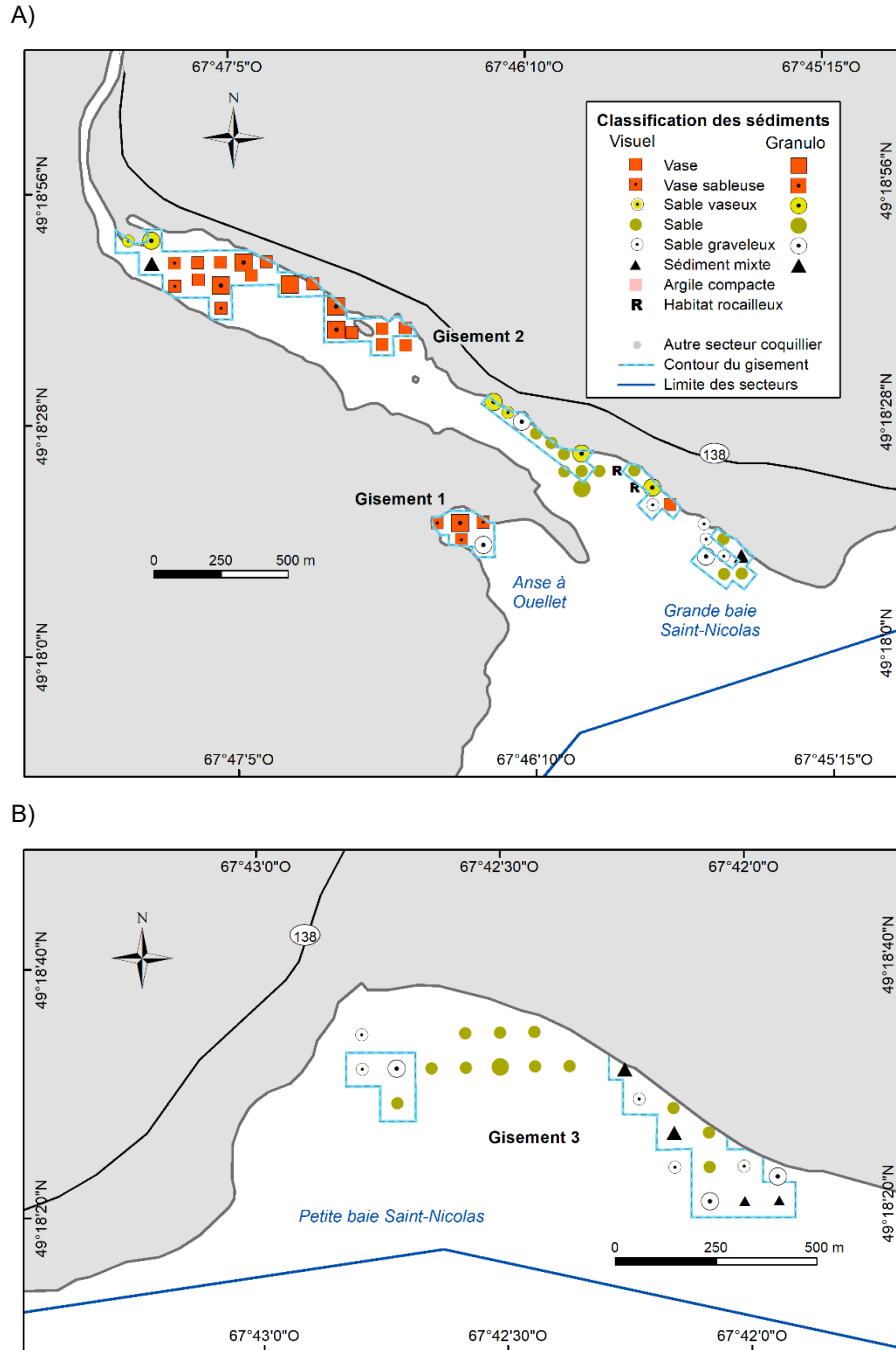 A)
67°47'5"O
67°46'10"O
67°45'15"O
N
Classification des sédiments
Visuel
Granulo
Vase
Vase sableuse
Sable vaseux
Sable
Sable graveleux
Sédiment mixte
Argile compacte
R
Habitat rocailleux
Autre secteur coquillier
Contour du gisement
Limite des secteurs
49°18'56"N
49°18'56"N
Gisement 2
49°18'28"N
49°18'28"N
138
R
R
Gisement 1
0
250
500 m
Anse à
Ouellet
Grande baie
Saint-Nicolas
49°18'0"N
49°18'0"N
67°47'5"O
67°46'10"O
67°45'15"O
B)
67°43'0"O
67°42'30"O
67°42'0"O
N
138
49°18'40"N
49°18'40"N
Gisement 3
49°18'20"N
49°18'20"N
Petite baie Saint-Nicolas
0
250
500 m
67°43'0"O
67°42'30"O
67°42'0"O